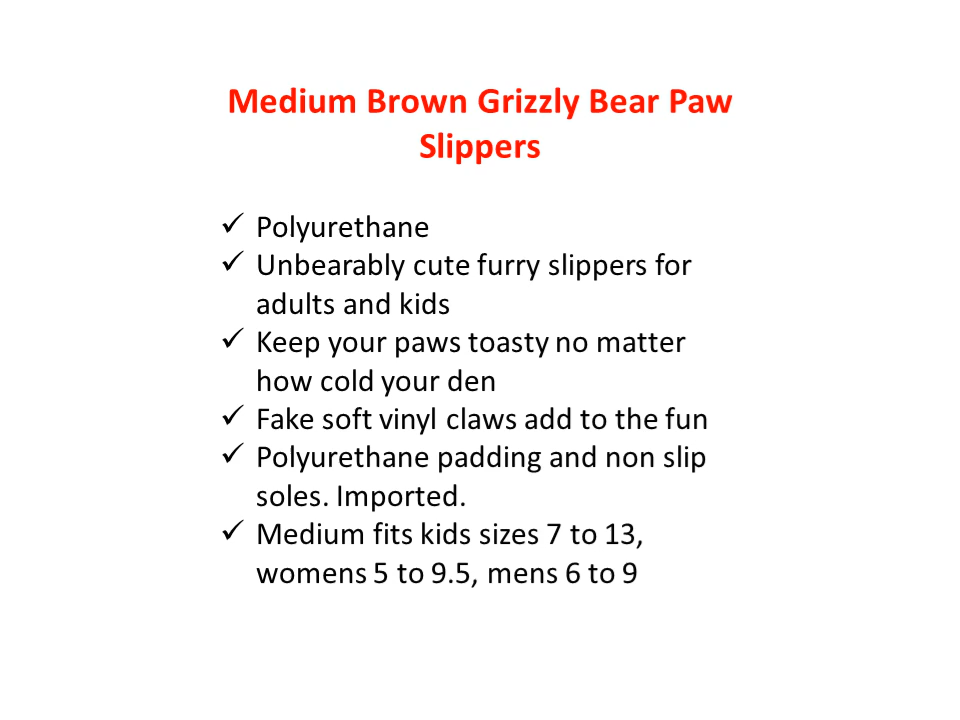 Medium Brown Grizzly Bear Paw
Slippers
✓ Polyurethane
✓ Unbearably cute furry slippers for
adults and kids
✓ Keep your paws toasty no matter
how cold your den
✓ Fake soft vinyl claws add to the fun
✓ Polyurethane padding and non slip
soles. Imported.
✓ Medium fits kids sizes 7 to 13,
womens 5 to 9.5, mens 6 to 9